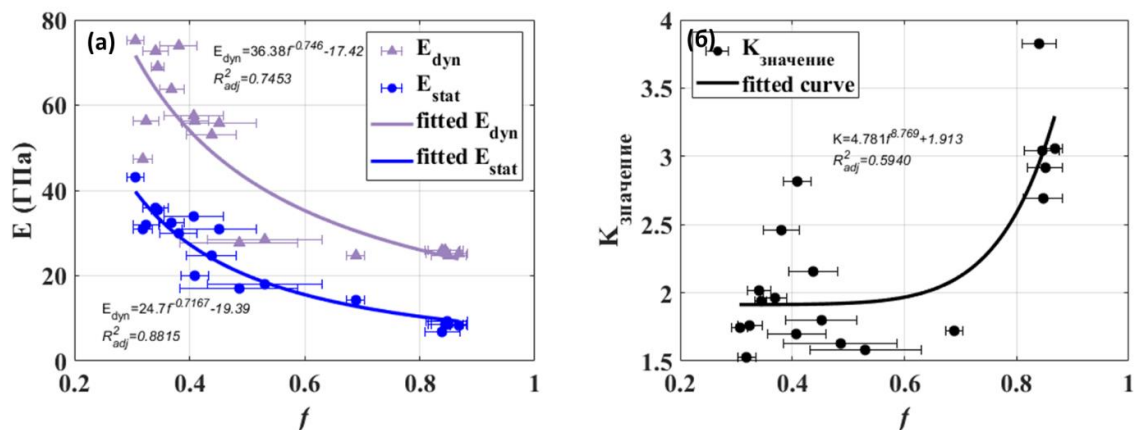 (a)
E_dyn=36.38f^-0.746-17.42
R²_adj=0.7453
E_dyn
E_stat
fitted E_dyn
fitted E_stat
E_dyn=24.7f^-0.7167-19.39
R²_adj=0.8815
80
60
40
20
0
E (ГПа)
0.2 0.4 0.6 0.8 1
f
(б)
K_значение
fitted curve
K=4.781f^8.769+1.913
R²_adj=0.5940
4
3.5
3
2.5
2
1.5
K_значение
0.2 0.4 0.6 0.8 1
f